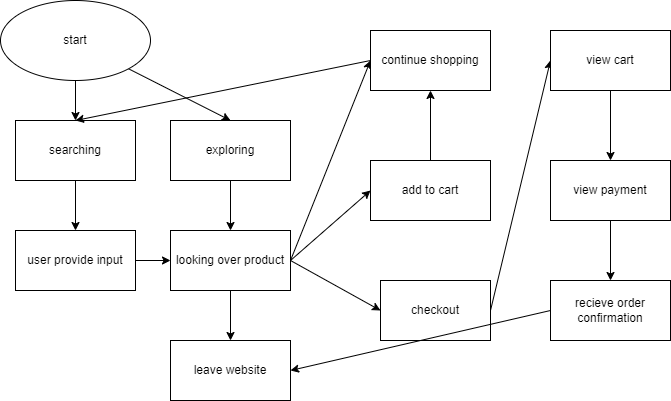 start
continue shopping
view cart
searching
exploring
add to cart
view payment
user provide input
looking over product
checkout
recieve order
confirmation
leave website